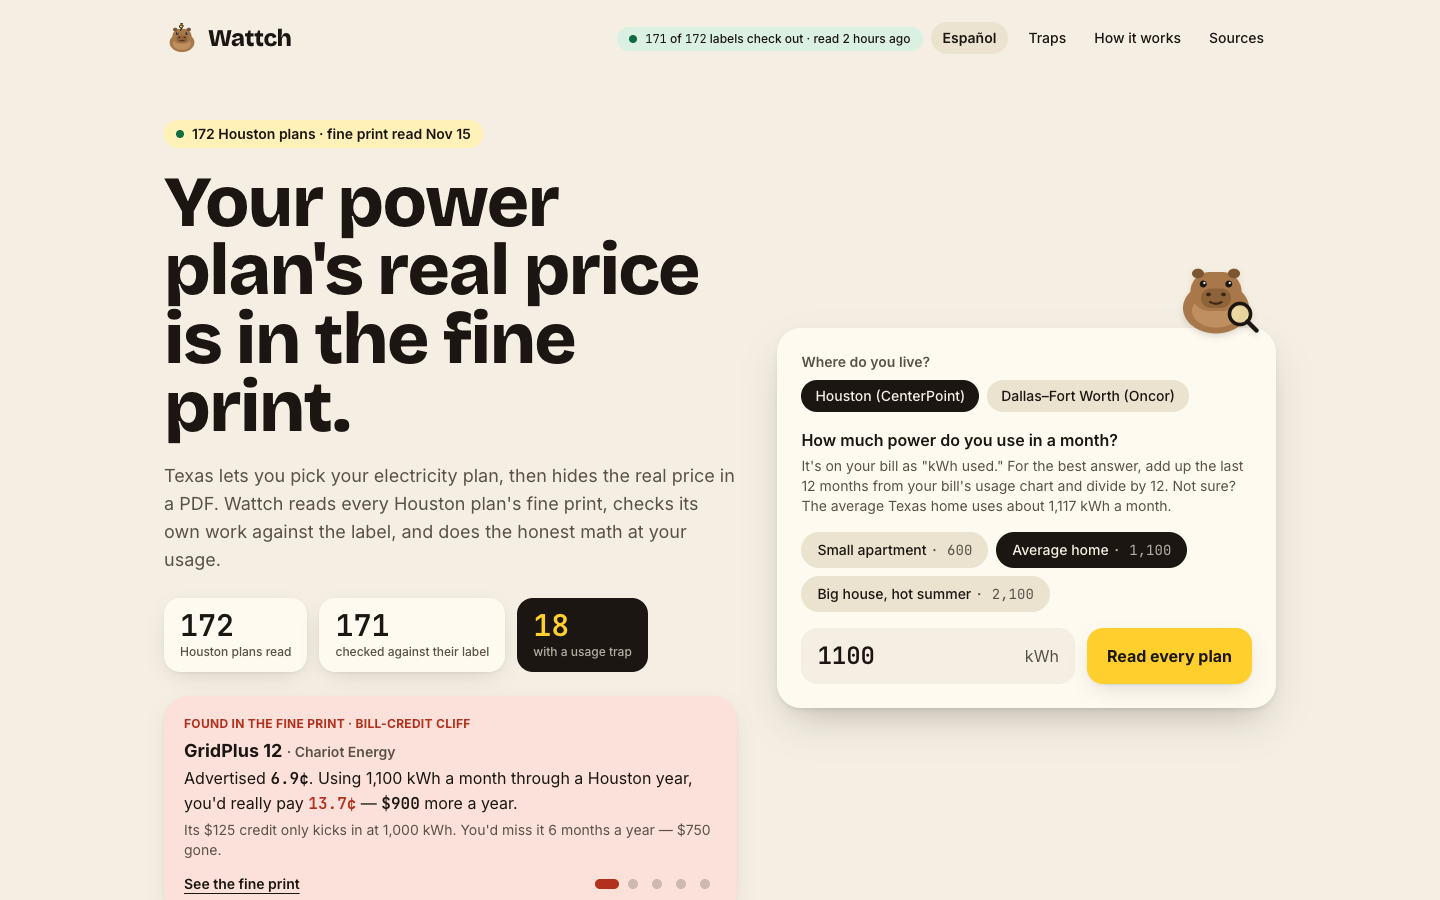 Wattch
171 of 172 labels check out · read 2 hours ago
Español
Traps
How it works
Sources
172 Houston plans · fine print read Nov 15
Your power
plan's real price
is in the fine
print.
Texas lets you pick your electricity plan, then hides the real price in
a PDF. Wattch reads every Houston plan's fine print, checks its
own work against the label, and does the honest math at your
usage.
172
Houston plans read
171
checked against their label
18
with a usage trap
FOUND IN THE FINE PRINT · BILL-CREDIT CLIFF
GridPlus 12 · Chariot Energy
Advertised 6.9¢. Using 1,100 kWh a month through a Houston year,
you'd really pay 13.7¢ — $900 more a year.
Its $125 credit only kicks in at 1,000 kWh. You'd miss it 6 months a year — $750
gone.
See the fine print
Where do you live?
Houston (CenterPoint)
Dallas–Fort Worth (Oncor)
How much power do you use in a month?
It's on your bill as "kWh used." For the best answer, add up the last
12 months from your bill's usage chart and divide by 12. Not sure?
The average Texas home uses about 1,117 kWh a month.
Small apartment · 600
Average home · 1,100
Big house, hot summer · 2,100
1100 kWh
Read every plan